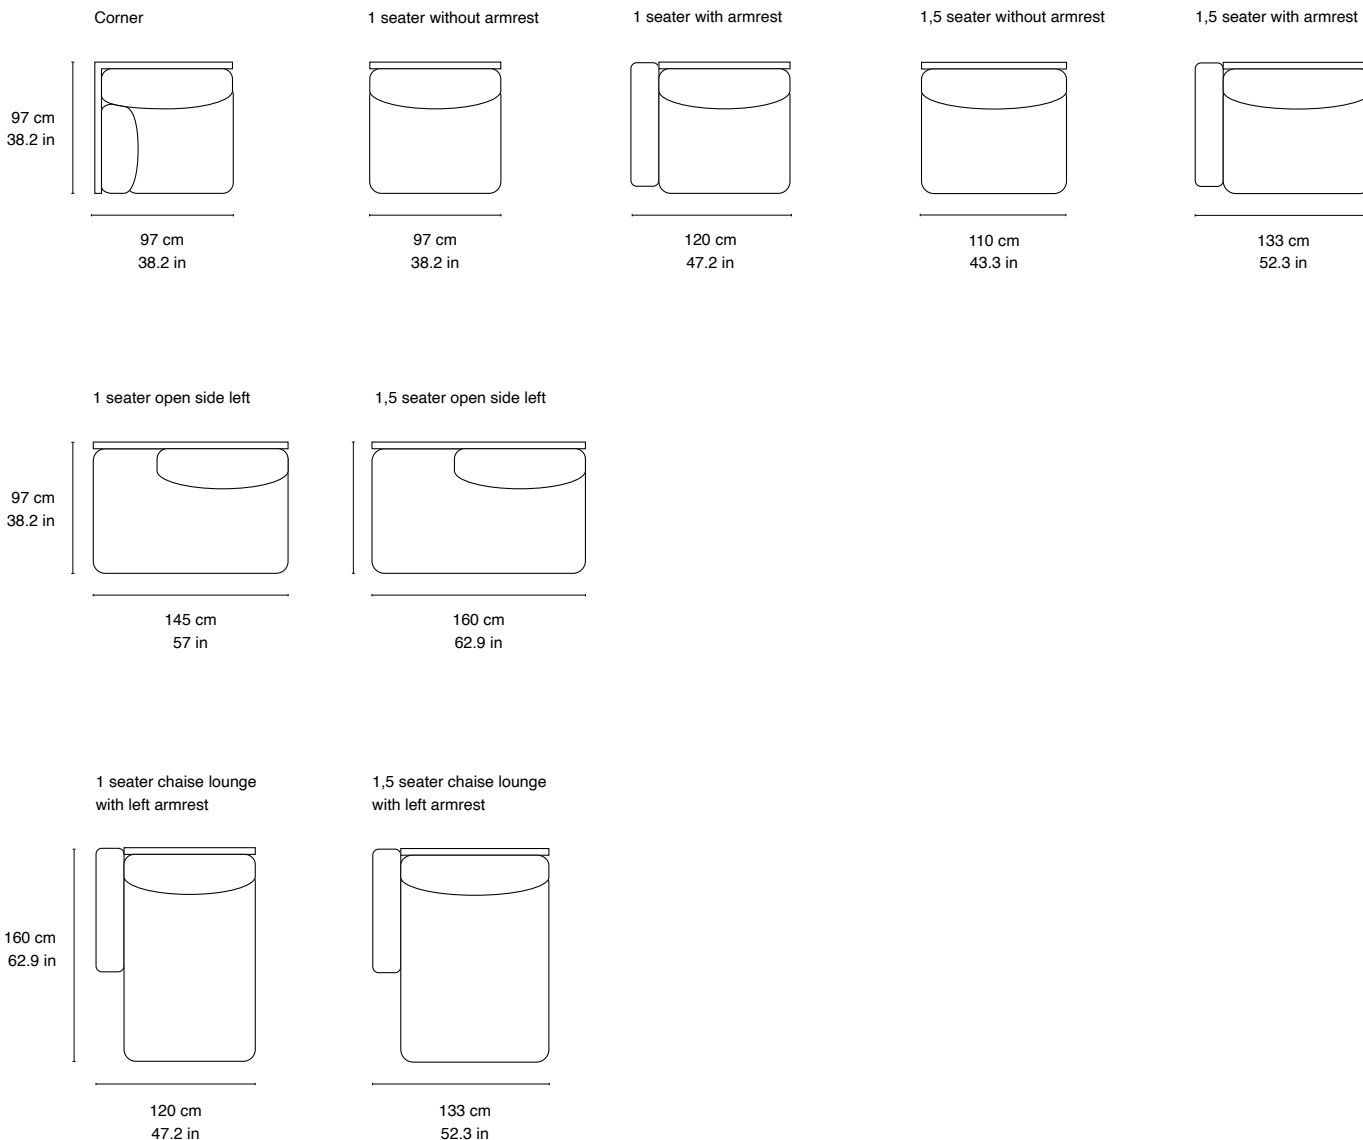 Corner
1 seater without armrest
1 seater with armrest
1,5 seater without armrest
1,5 seater with armrest
97 cm
38.2 in
97 cm
38.2 in
97 cm
38.2 in
120 cm
47.2 in
110 cm
43.3 in
133 cm
52.3 in
1 seater open side left
1,5 seater open side left
97 cm
38.2 in
145 cm
57 in
160 cm
62.9 in
1 seater chaise lounge
with left armrest
1,5 seater chaise lounge
with left armrest
160 cm
62.9 in
120 cm
47.2 in
133 cm
52.3 in